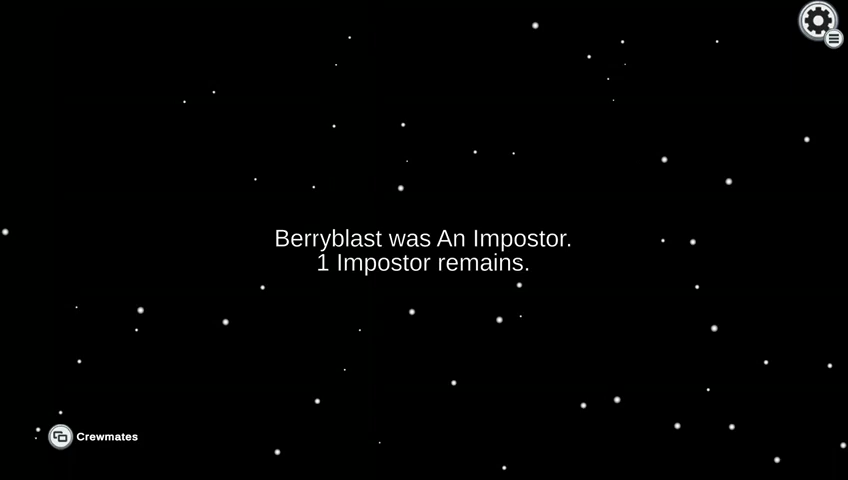 Berryblast was An Impostor.
1 Impostor remains.
Crewmates